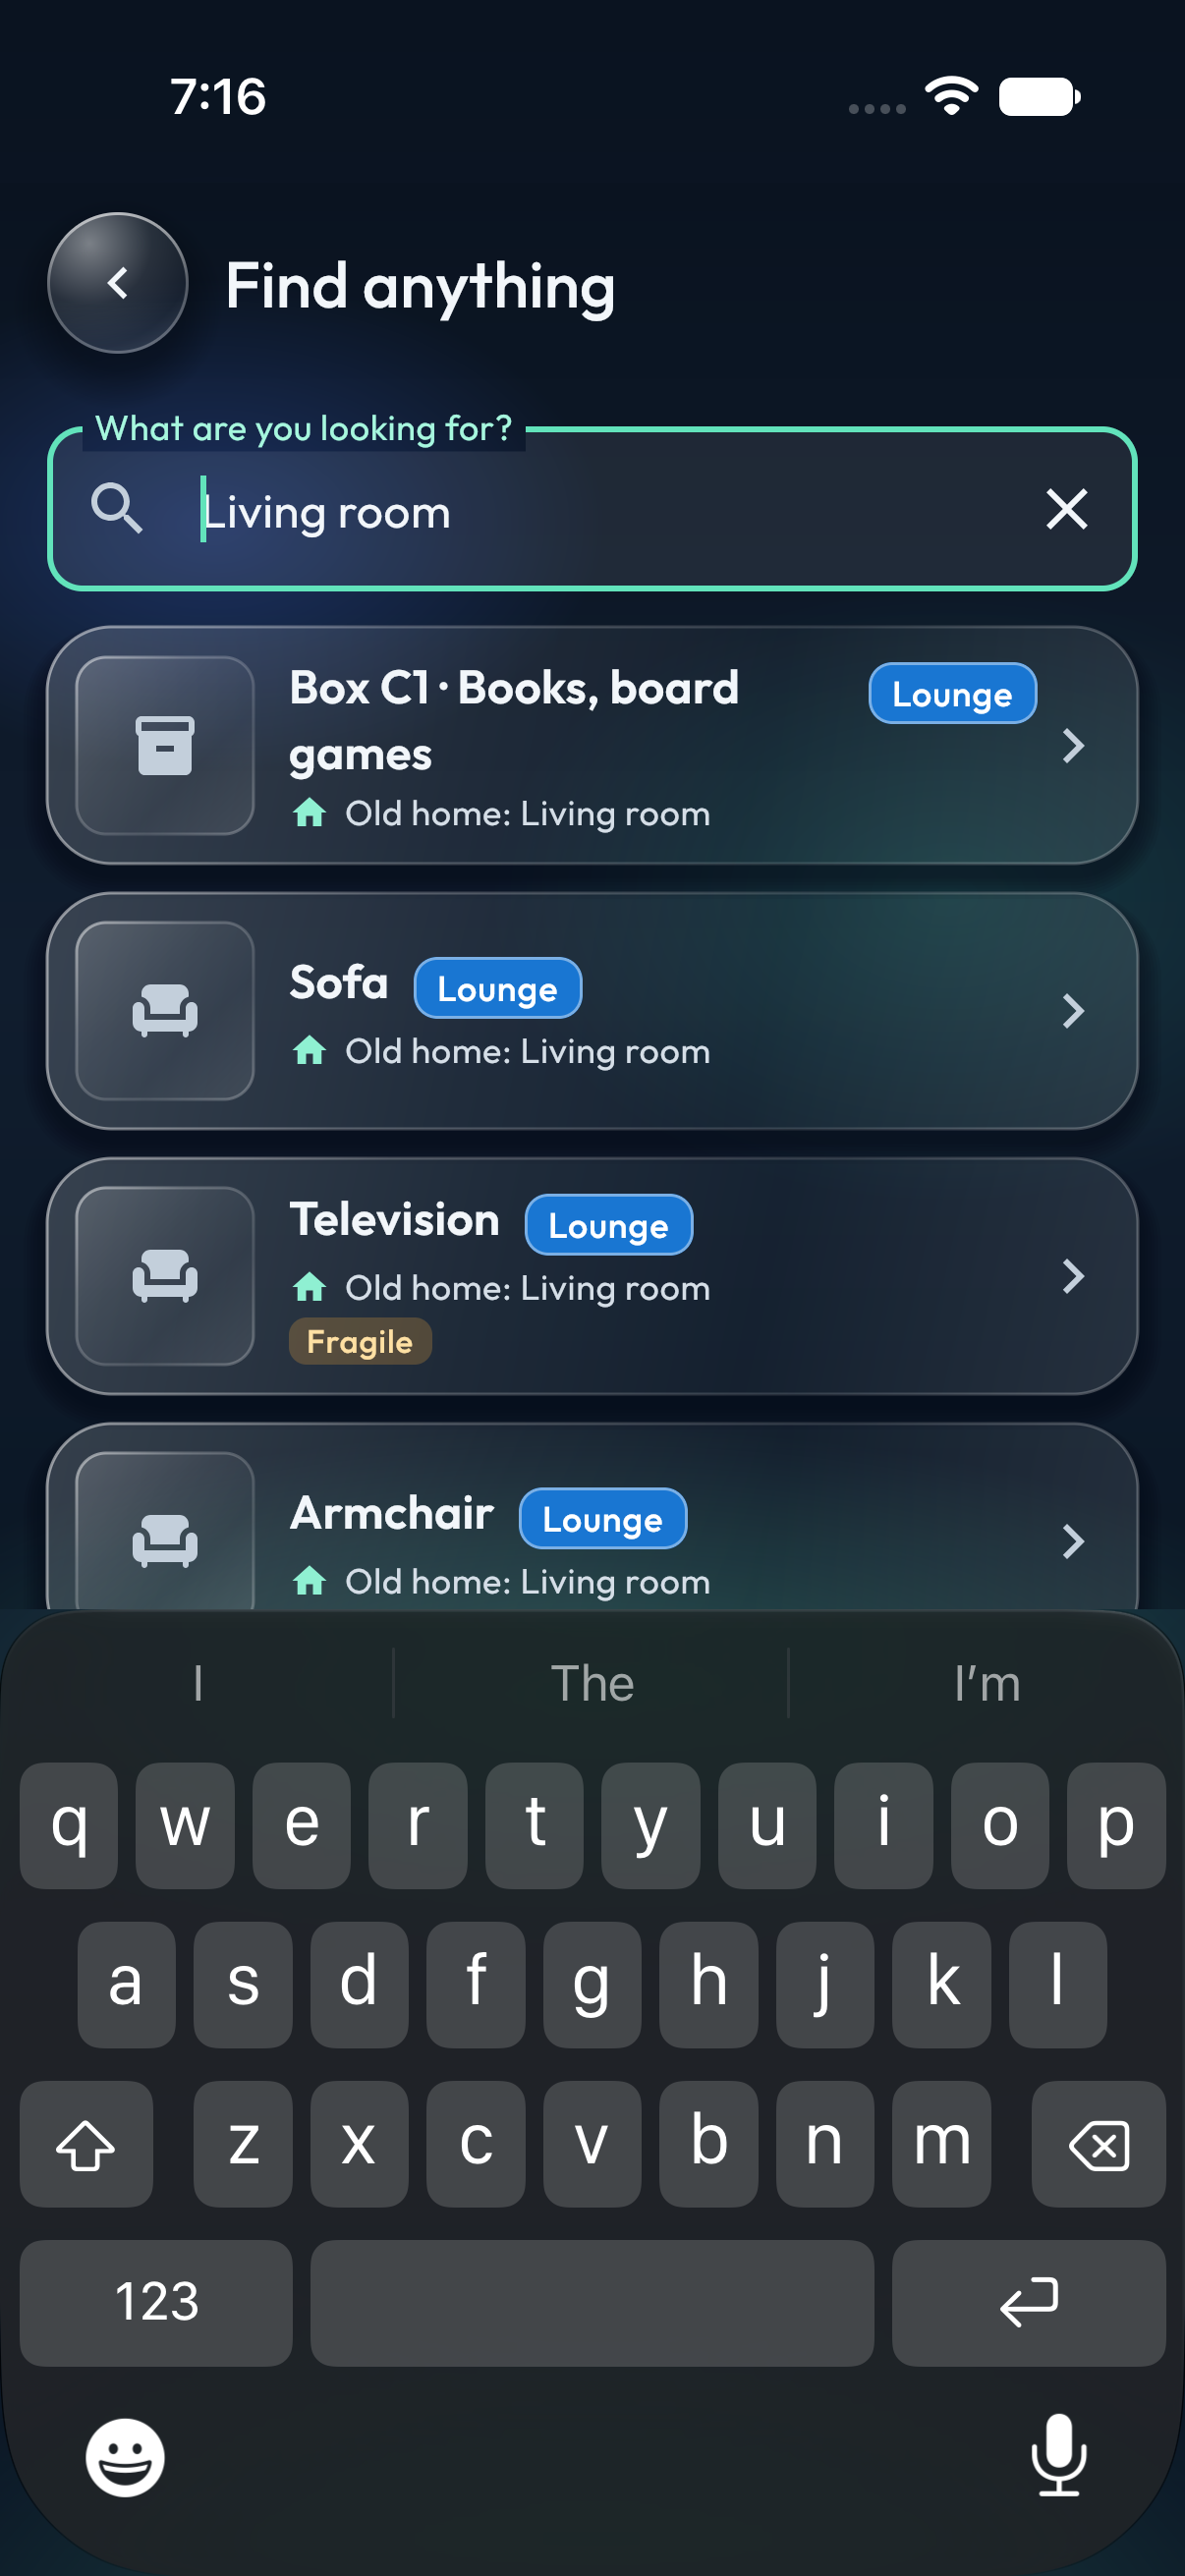 7:16
Find anything
What are you looking for?
Living room
Box C1 · Books, board
games
Lounge
Old home: Living room
Sofa Lounge
Old home: Living room
Television Lounge
Old home: Living room
Fragile
Armchair Lounge
Old home: Living room
I The I’m
q w e r t y u i o p
a s d f g h j k l
z x c v b n m
123